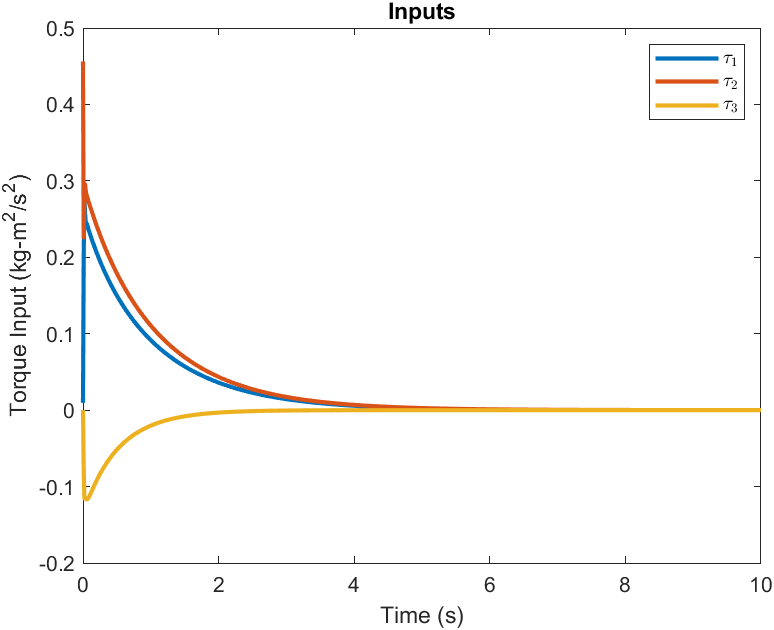 Inputs
τ₁
τ₂
τ₃
Torque Input (kg-m²/s²)
0.5
0.4
0.3
0.2
0.1
0
-0.1
-0.2
0 2 4 6 8 10
Time (s)